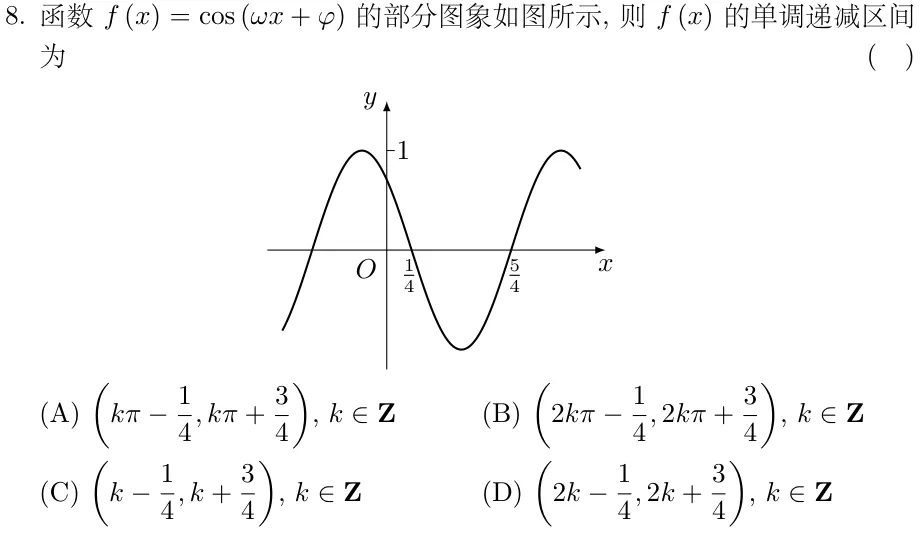 8. 函数 f (x) = cos (ωx + φ) 的部分图象如图所示, 则 f (x) 的单调递减区间
为 ( )
y
1
O 1/4 5/4 x
(A) (kπ − 1/4, kπ + 3/4), k ∈ Z (B) (2kπ − 1/4, 2kπ + 3/4), k ∈ Z
(C) (k − 1/4, k + 3/4), k ∈ Z (D) (2k − 1/4, 2k + 3/4), k ∈ Z